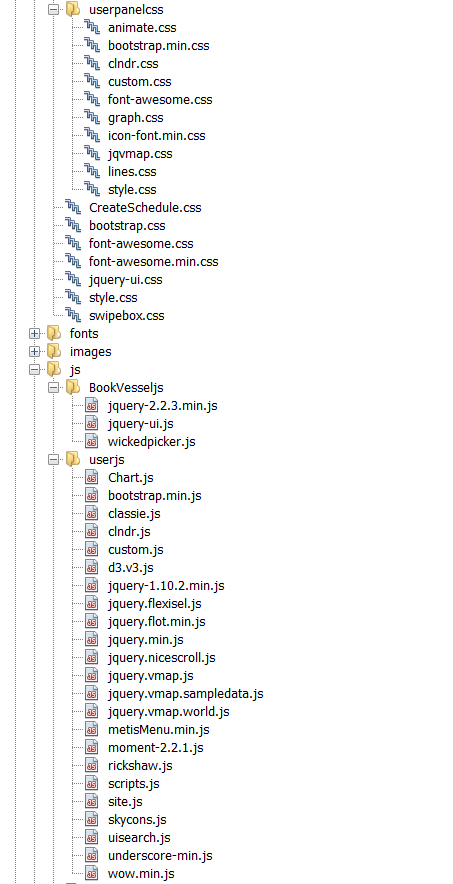 userpanelcss
animate.css
bootstrap.min.css
clndr.css
custom.css
font-awesome.css
graph.css
icon-font.min.css
jqvmap.css
lines.css
style.css
CreateSchedule.css
bootstrap.css
font-awesome.css
font-awesome.min.css
jquery-ui.css
style.css
swipebox.css
fonts
images
js
BookVesseljs
jquery-2.2.3.min.js
jquery-ui.js
wickedpicker.js
userjs
Chart.js
bootstrap.min.js
classie.js
clndr.js
custom.js
d3.v3.js
jquery-1.10.2.min.js
jquery.flexisel.js
jquery.flot.min.js
jquery.min.js
jquery.nicescroll.js
jquery.vmap.js
jquery.vmap.sampledata.js
jquery.vmap.world.js
metisMenu.min.js
moment-2.2.1.js
rickshaw.js
scripts.js
site.js
skycons.js
uisearch.js
underscore-min.js
wow.min.js